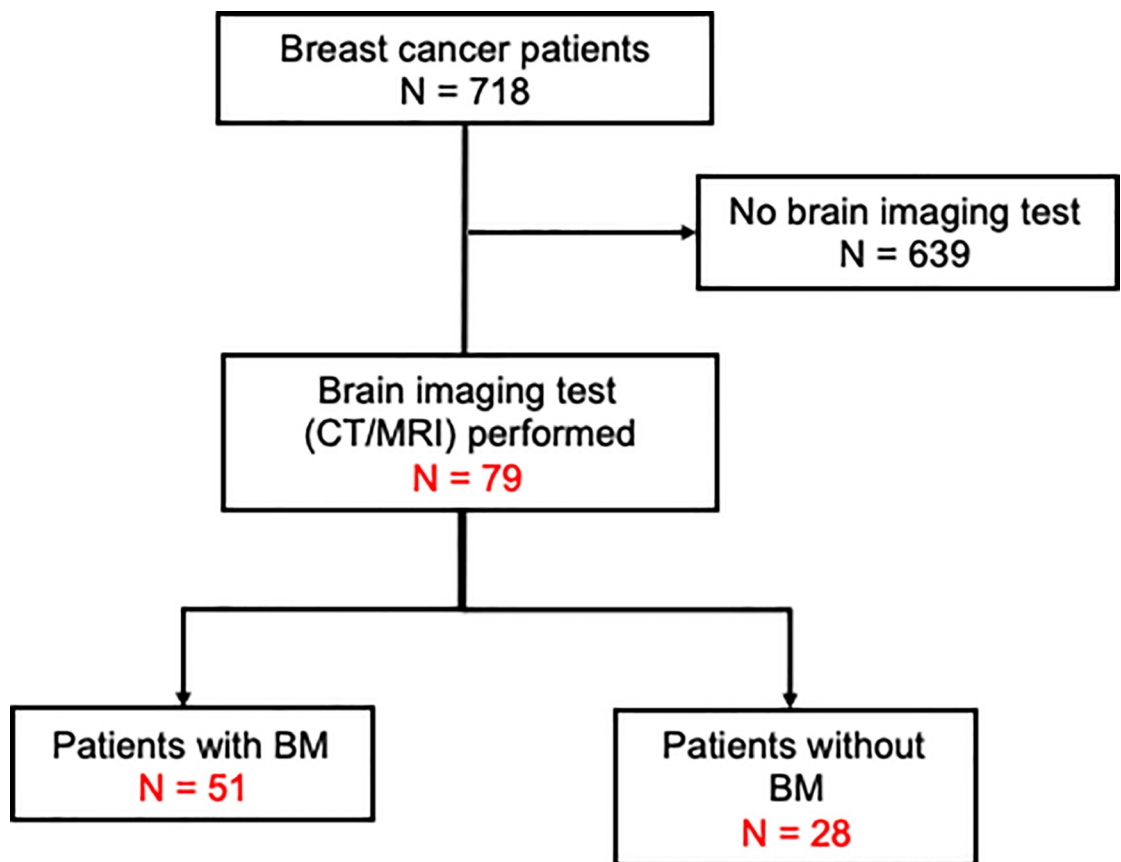 Breast cancer patients
N = 718
No brain imaging test
N = 639
Brain imaging test
(CT/MRI) performed
N = 79
Patients with BM
N = 51
Patients without
BM
N = 28